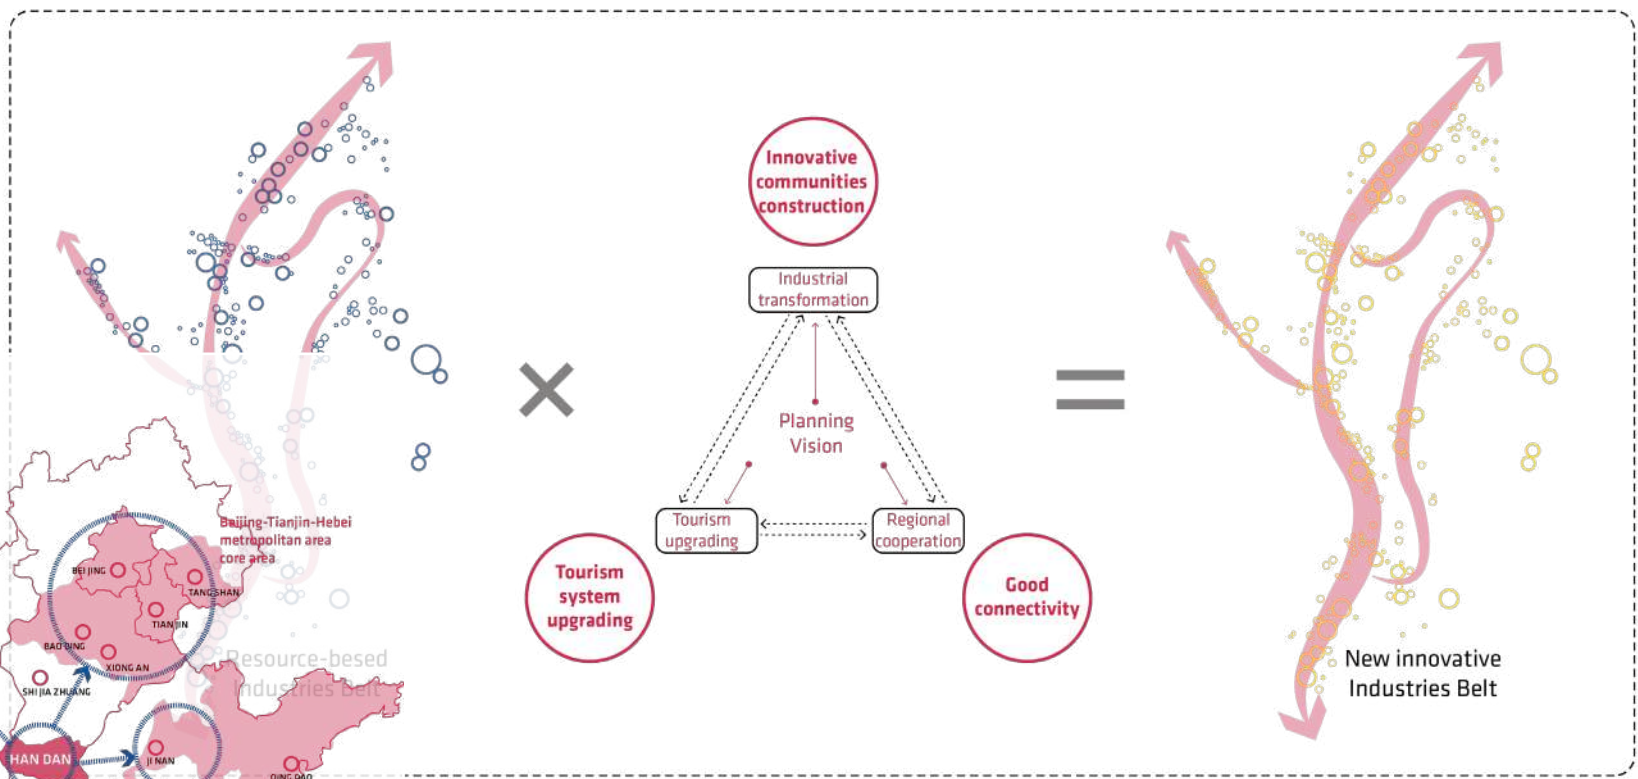 Innovative
communities
construction
Industrial
transformation
Planning
Vision
Tourism
upgrading
Regional
cooperation
Tourism
system
upgrading
Good
connectivity
Beijing-Tianjin-Hebei
metropolitan area
core area
BEI JING
TANG SHAN
TIAN JIN
BAO DING
XIONG AN
SHI JIA ZHUANG
HAN DAN
JI NAN
QING DAO
Resource-besed
Industries Belt
New innovative
Industries Belt